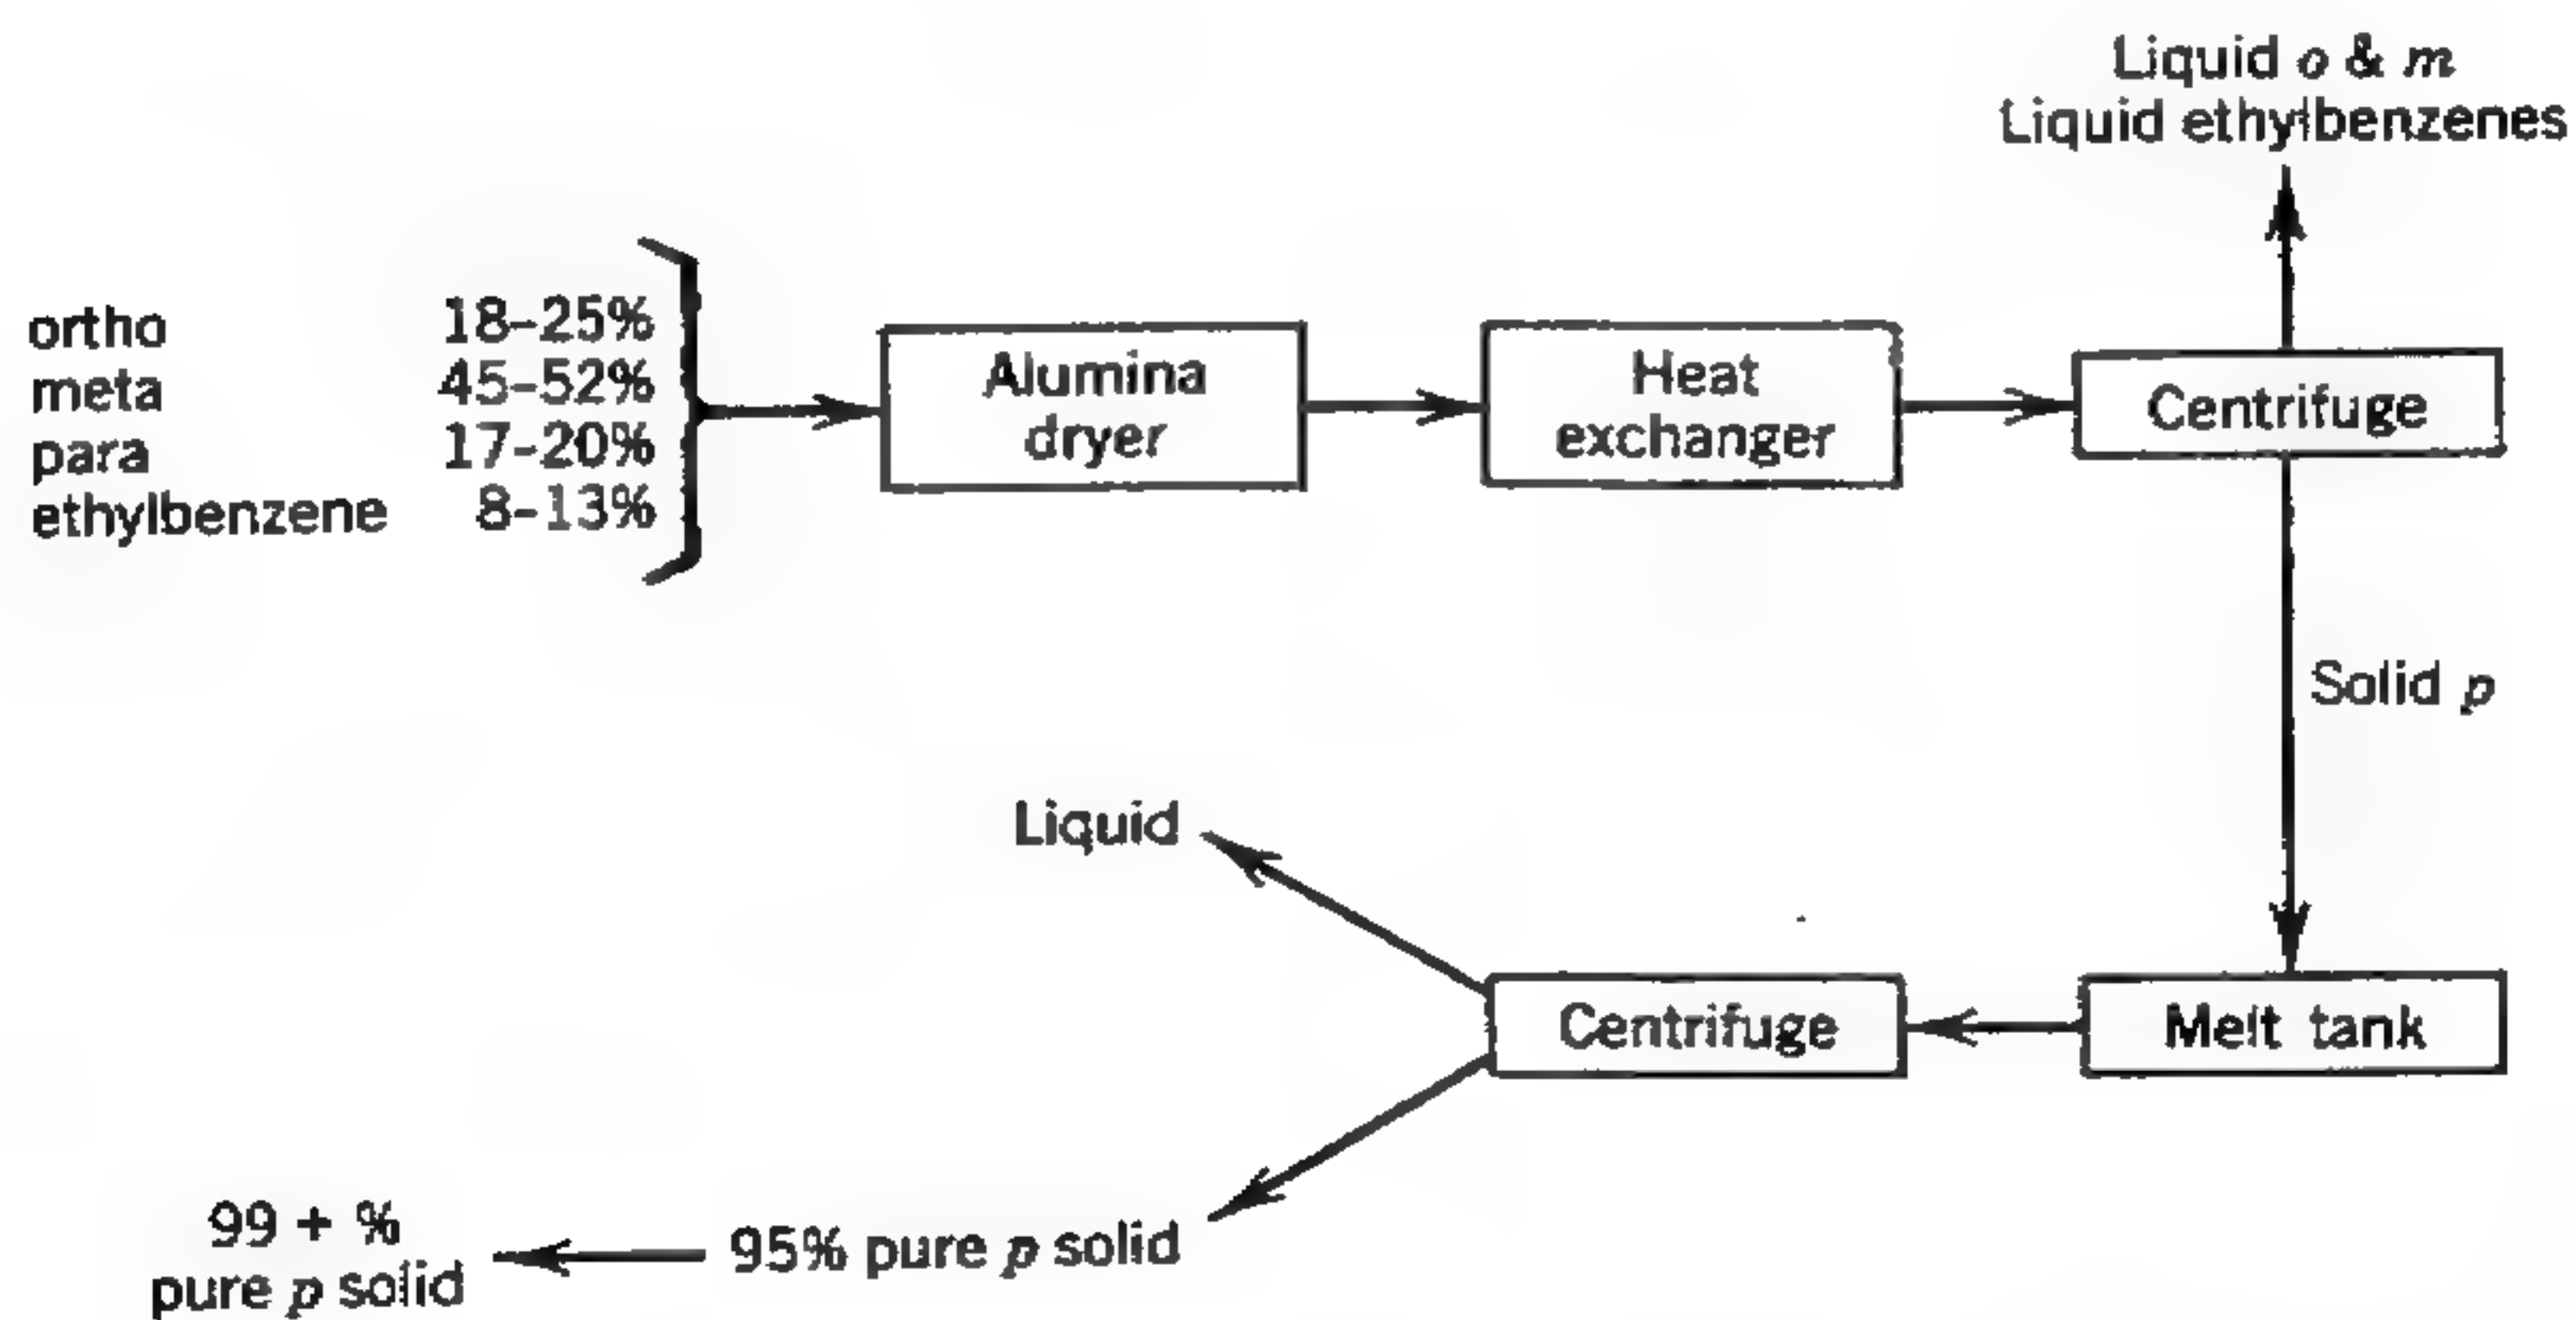 Liquid o & m
Liquid ethylbenzenes
ortho 18-25%
meta 45-52%
para 17-20%
ethylbenzene 8-13%
Alumina
dryer
Heat
exchanger
Centrifuge
Solid p
Melt tank
Centrifuge
Liquid
95% pure p solid
99 + %
pure p solid